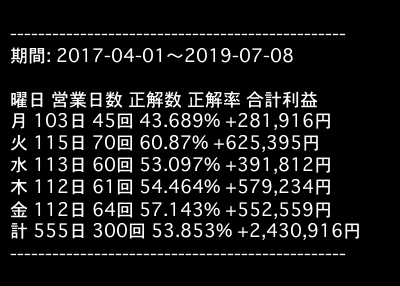 ------------------------------------------------
期間: 2017-04-01〜2019-07-08
曜日 営業日数 正解数 正解率 合計利益
月 103日 45回 43.689% +281,916円
火 115日 70回 60.87% +625,395円
水 113日 60回 53.097% +391,812円
木 112日 61回 54.464% +579,234円
金 112日 64回 57.143% +552,559円
計 555日 300回 53.853% +2,430,916円
------------------------------------------------